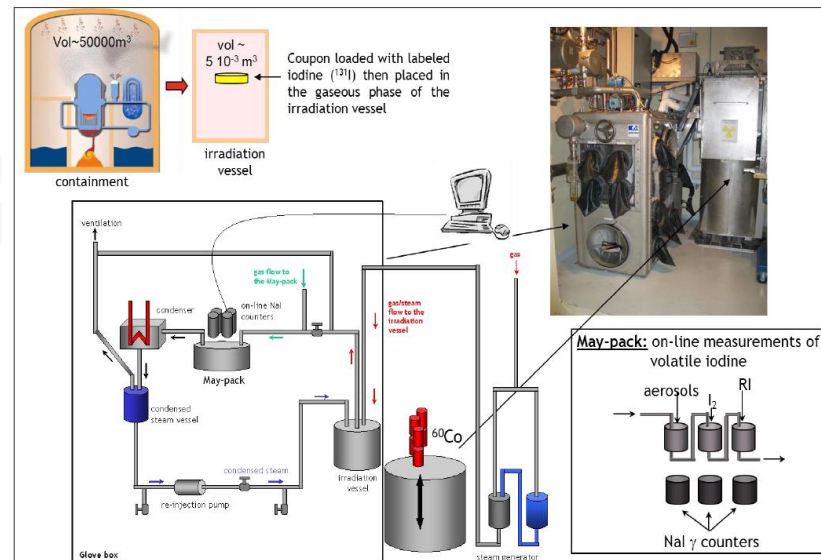 Vol~50000m³
containment
vol ~
5 10⁻³ m³
irradiation
vessel
Coupon loaded with labeled
iodine (¹³¹I) then placed in
the gaseous phase of the
irradiation vessel
ventilation
condenser
on-line NaI
counters
gas flow to
the May-pack
May-pack
gas/steam
flow to the
irradiation
vessel
gas
condensed
steam vessel
condensed steam
re-injection pump
irradiation
vessel
⁶⁰Co
steam generator
Glove box
May-pack: on-line measurements of
volatile iodine
aerosols
I₂
RI
NaI γ counters